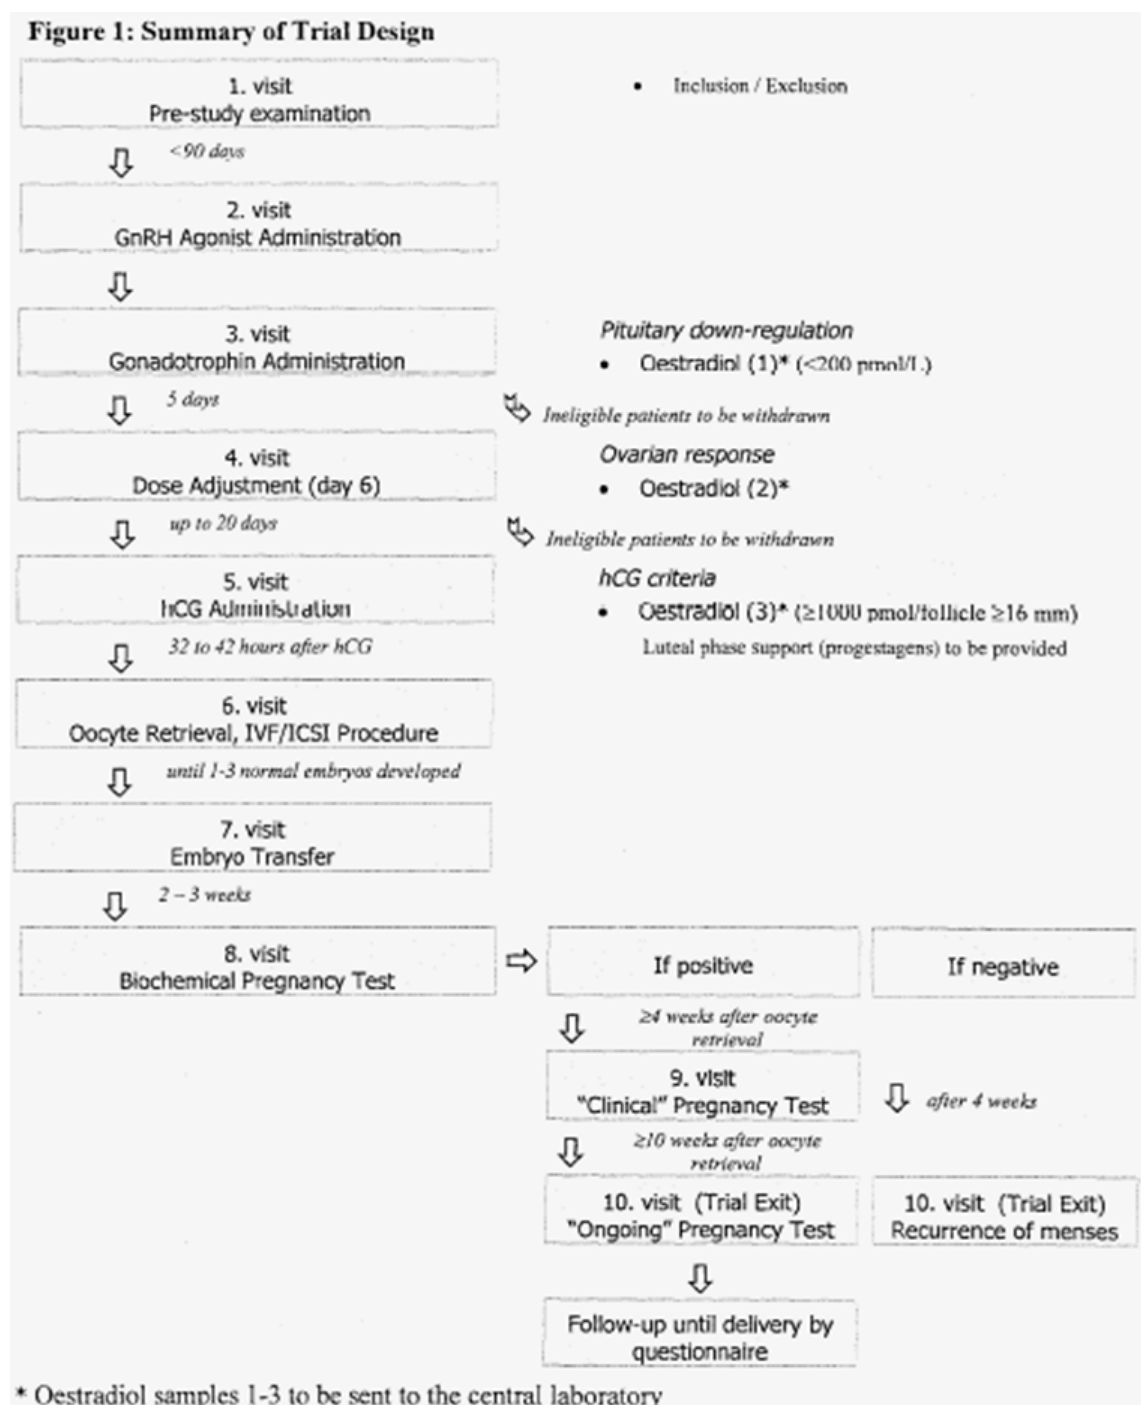 Figure 1: Summary of Trial Design
1. visit
Pre-study examination
• Inclusion / Exclusion
<90 days
2. visit
GnRH Agonist Administration
3. visit
Gonadotrophin Administration
Pituitary down-regulation
• Oestradiol (1)* (<200 pmol/L)
5 days
Ineligible patients to be withdrawn
4. visit
Dose Adjustment (day 6)
Ovarian response
• Oestradiol (2)*
up to 20 days
Ineligible patients to be withdrawn
5. visit
hCG Administration
hCG criteria
• Oestradiol (3)* (≥1000 pmol/follicle ≥16 mm)
Luteal phase support (progestagens) to be provided
32 to 42 hours after hCG
6. visit
Oocyte Retrieval, IVF/ICSI Procedure
until 1-3 normal embryos developed
7. visit
Embryo Transfer
2 – 3 weeks
8. visit
Biochemical Pregnancy Test
If positive
If negative
≥4 weeks after oocyte
retrieval
9. visit
"Clinical" Pregnancy Test
after 4 weeks
≥10 weeks after oocyte
retrieval
10. visit (Trial Exit)
"Ongoing" Pregnancy Test
10. visit (Trial Exit)
Recurrence of menses
Follow-up until delivery by
questionnaire
* Oestradiol samples 1-3 to be sent to the central laboratory